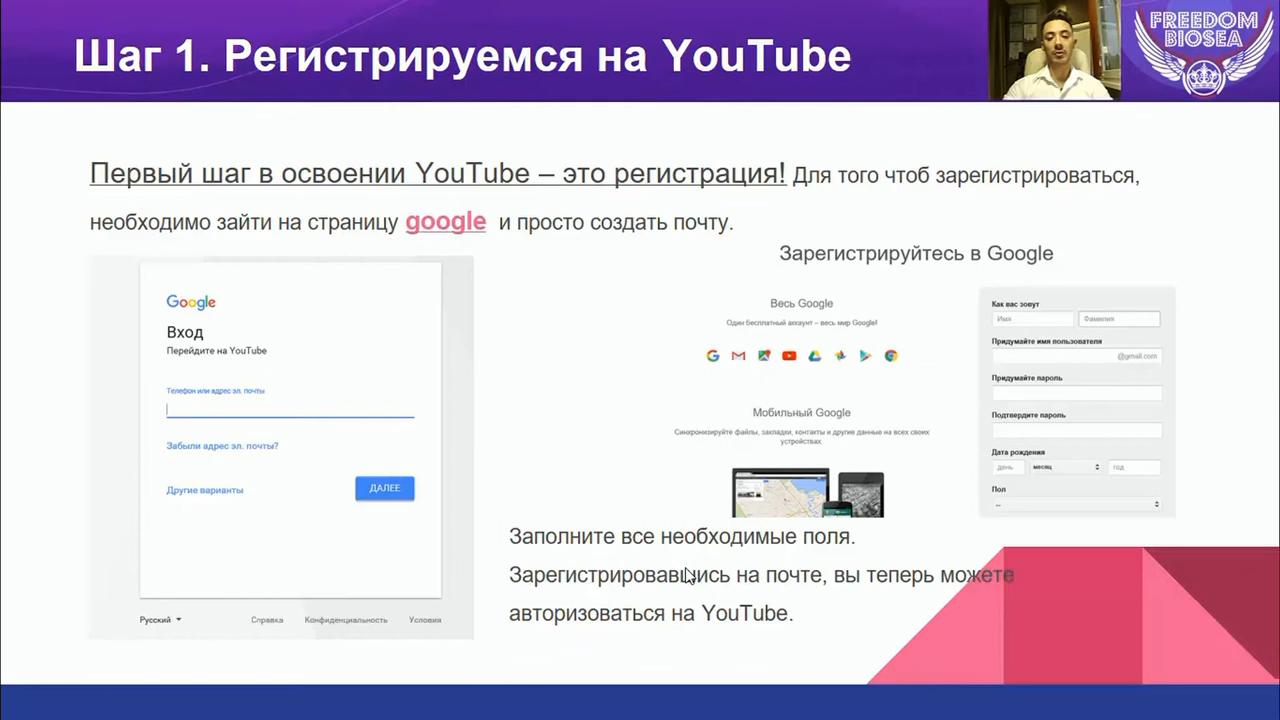 Шаг 1. Регистрируемся на YouTube
FREEDOM
BIOSEA
Первый шаг в освоении YouTube – это регистрация! Для того чтоб зарегистрироваться,
необходимо зайти на страницу google и просто создать почту.
Google
Вход
Перейдите на YouTube
Телефон или адрес эл. почты
Забыли адрес эл. почты?
Другие варианты
ДАЛЕЕ
Русский
Справка
Конфиденциальность
Условия
Зарегистрируйтесь в Google
Весь Google
Один бесплатный аккаунт – весь мир Google!
Мобильный Google
Синхронизируйте файлы, закладки, контакты и другие данные на всех своих
устройствах.
Как вас зовут
Имя
Фамилия
Придумайте имя пользователя
@gmail.com
Придумайте пароль
Подтвердите пароль
Дата рождения
день
месяц
год
Пол
--
Заполните все необходимые поля.
Зарегистрировавшись на почте, вы теперь можете
авторизоваться на YouTube.